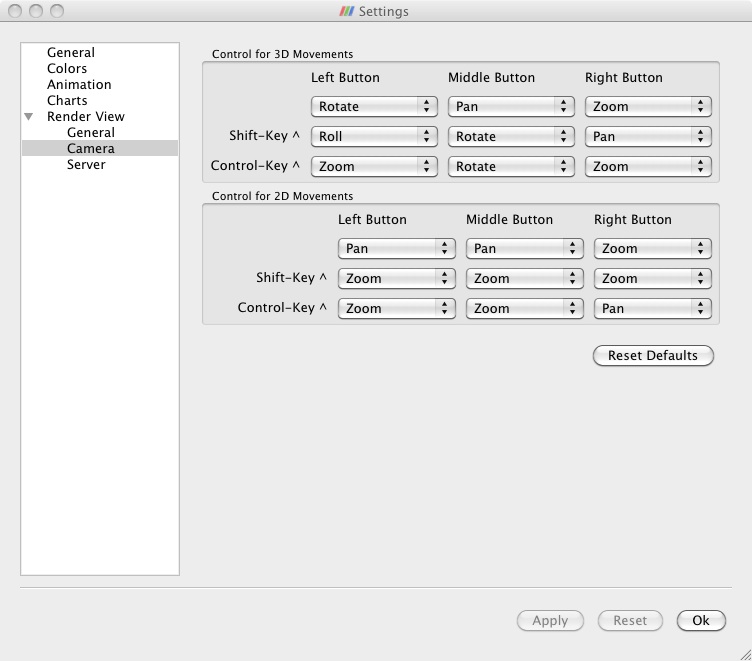 Settings
General
Colors
Animation
Charts
Render View
General
Camera
Server
Control for 3D Movements
Left Button Middle Button Right Button
Rotate Pan Zoom
Shift-Key ^ Roll Rotate Pan
Control-Key ^ Zoom Rotate Zoom
Control for 2D Movements
Left Button Middle Button Right Button
Pan Pan Zoom
Shift-Key ^ Zoom Zoom Zoom
Control-Key ^ Zoom Zoom Pan
Reset Defaults
Apply Reset Ok